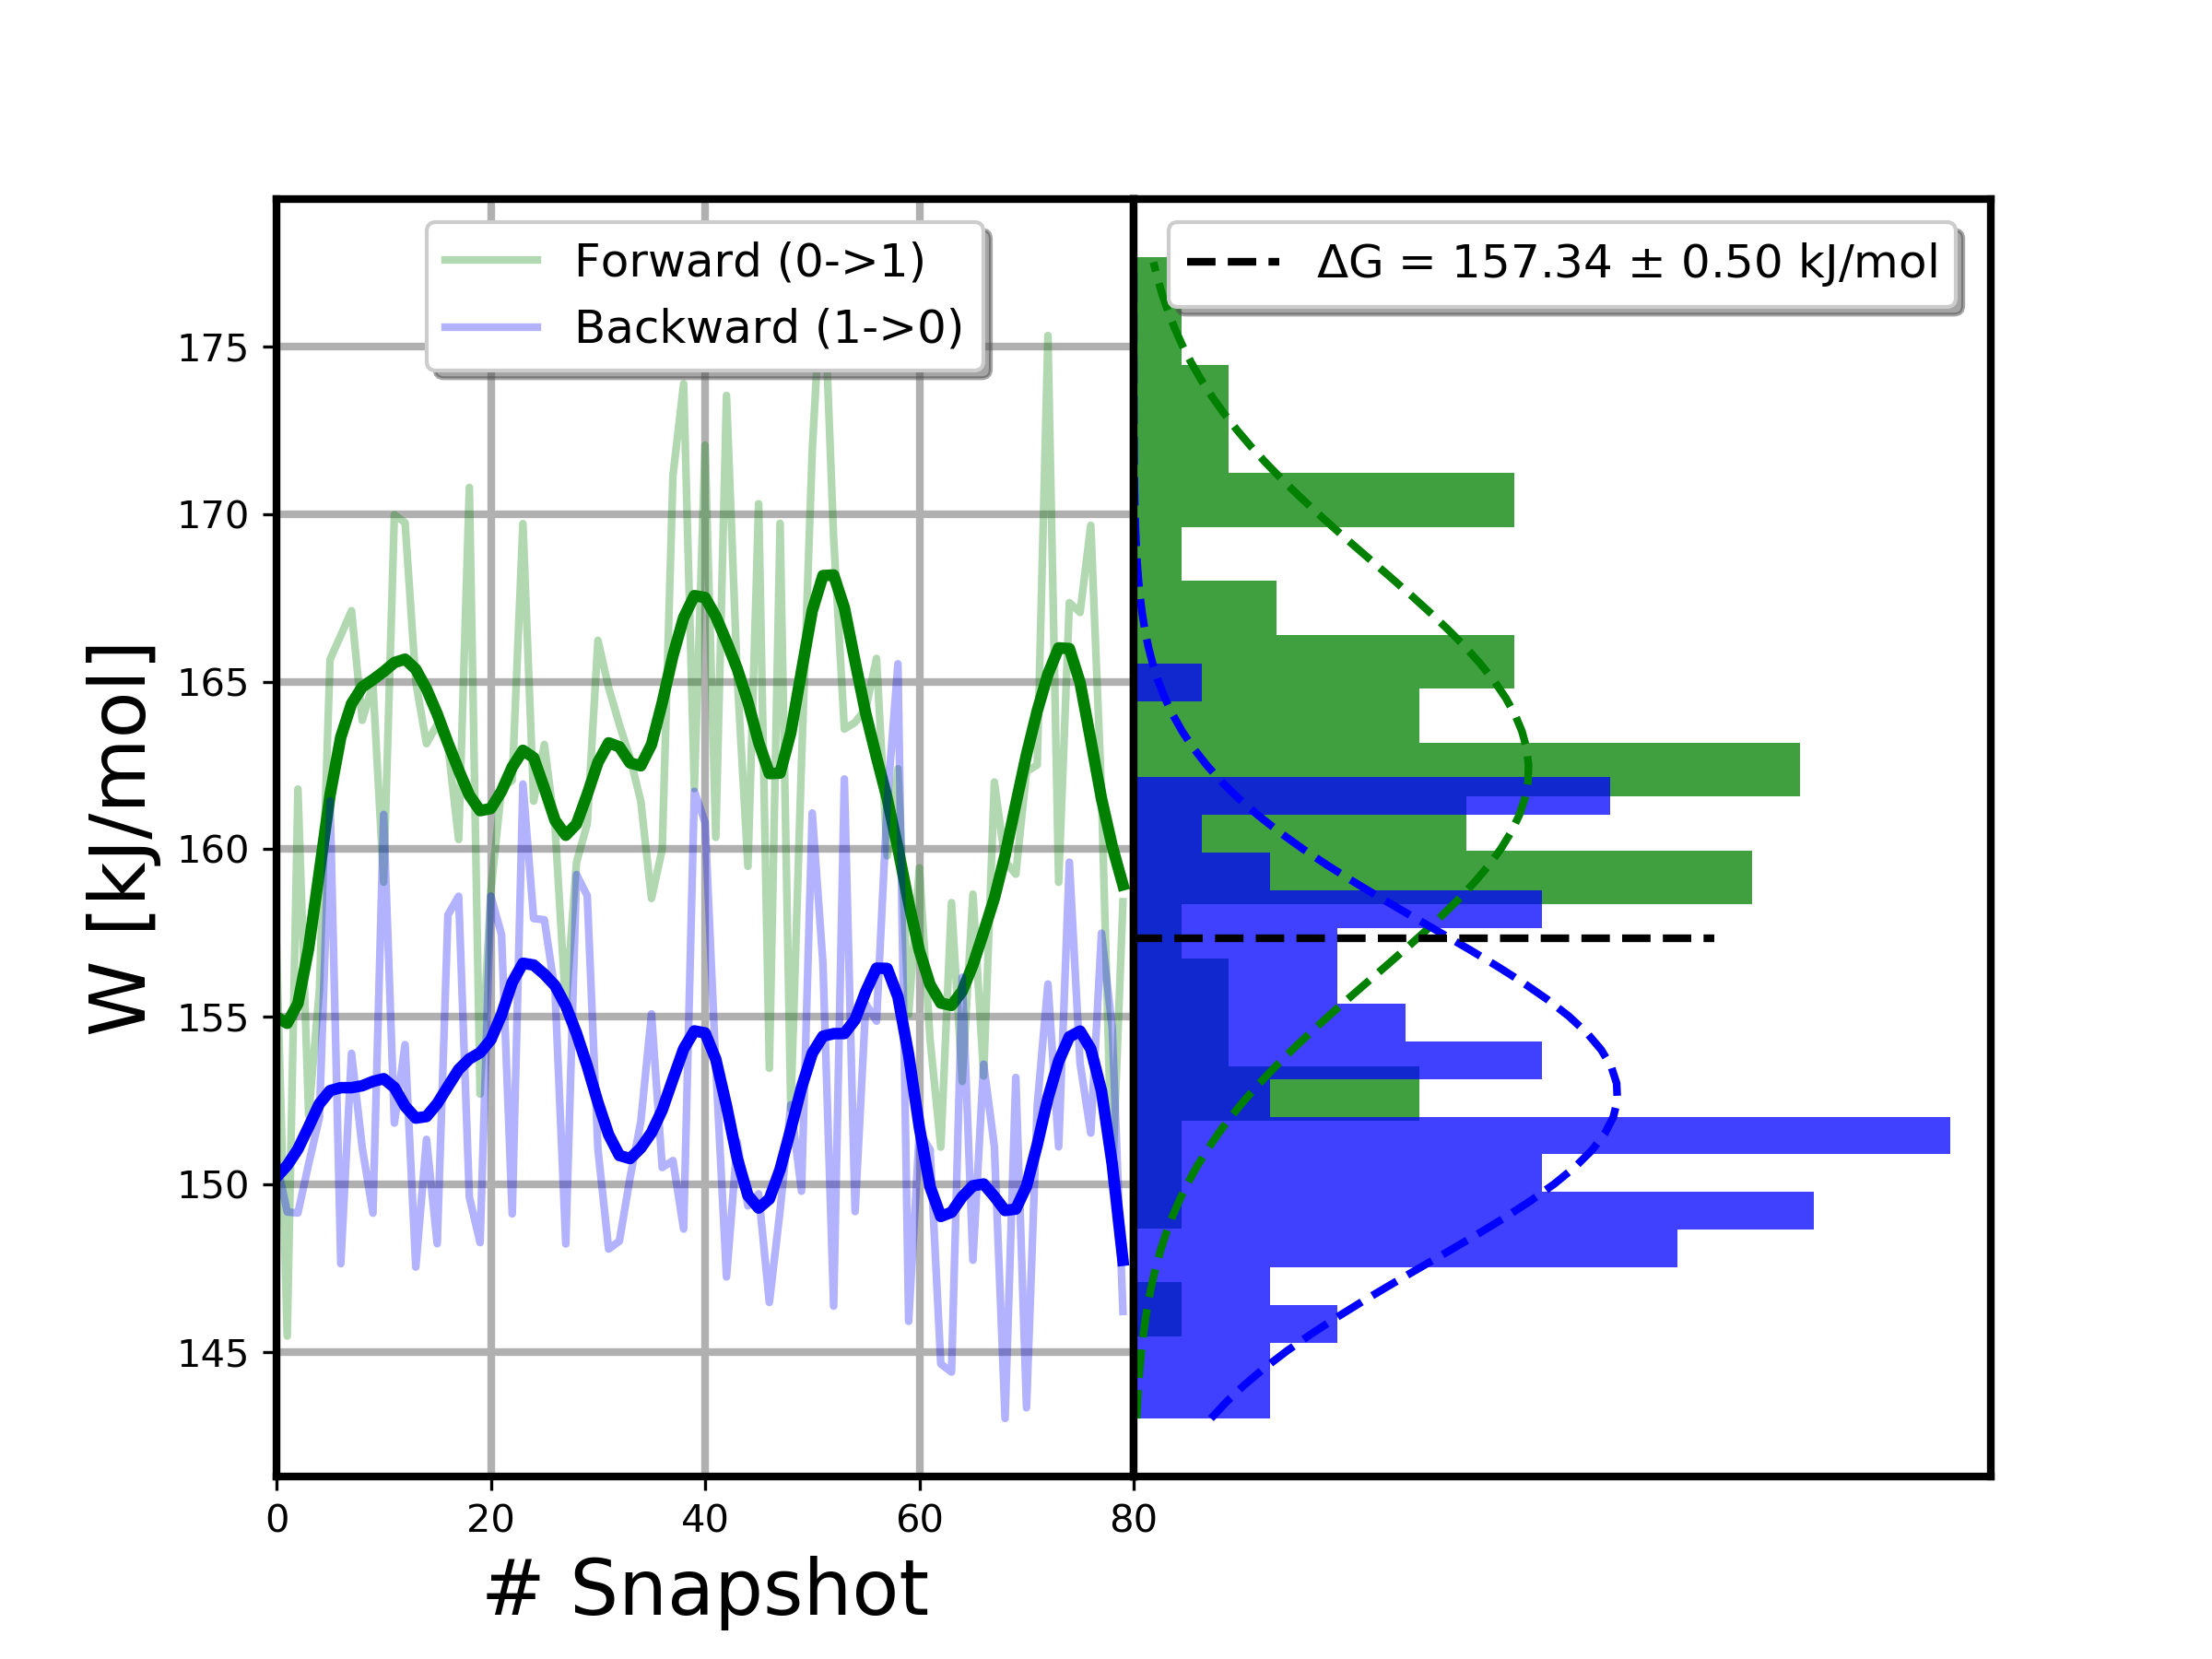 Forward (0->1)
Backward (1->0)
ΔG = 157.34 ± 0.50 kJ/mol
W [kJ/mol]
175
170
165
160
155
150
145
0 20 40 60 80
# Snapshot